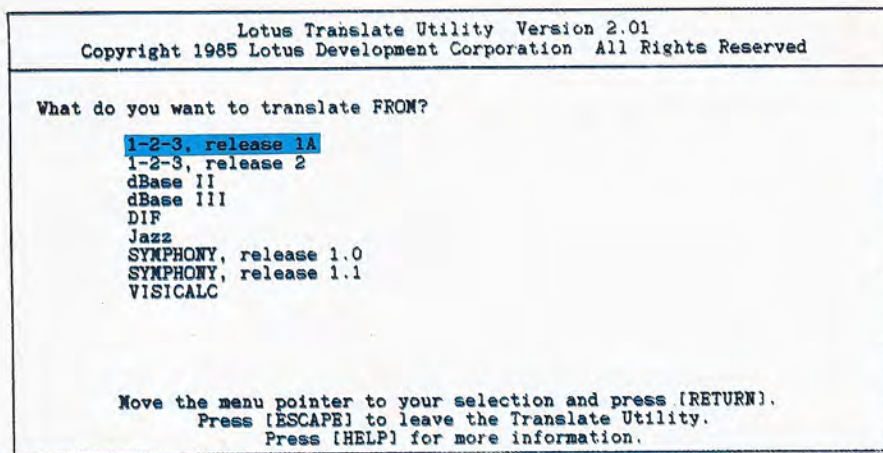 Lotus Translate Utility Version 2.01
Copyright 1985 Lotus Development Corporation All Rights Reserved
What do you want to translate FROM?
1-2-3, release 1A
1-2-3, release 2
dBase II
dBase III
DIF
Jazz
SYMPHONY, release 1.0
SYMPHONY, release 1.1
VISICALC
Move the menu pointer to your selection and press [RETURN].
Press [ESCAPE] to leave the Translate Utility.
Press [HELP] for more information.